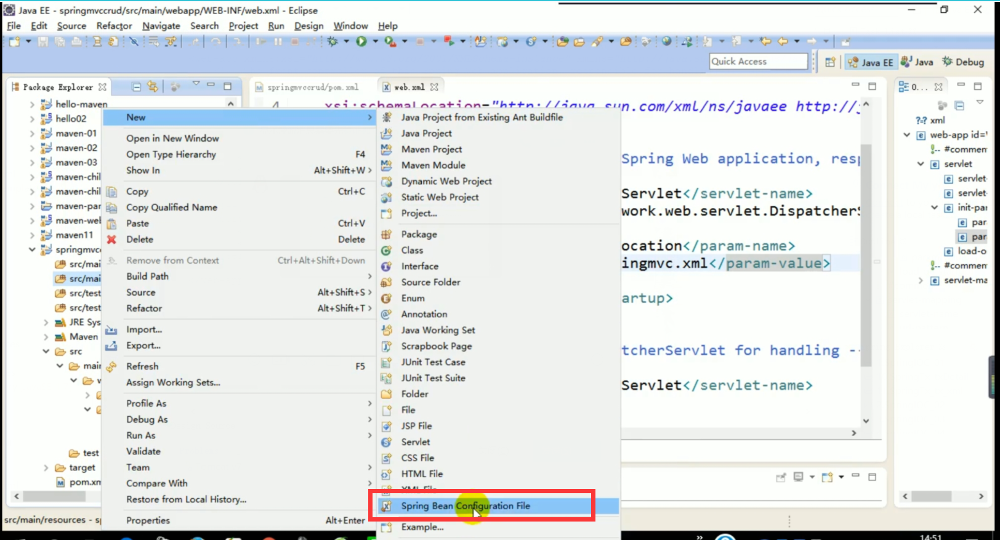 Java EE - springmvccrud/src/main/webapp/WEB-INF/web.xml - Eclipse
File Edit Source Refactor Navigate Search Project Run Design Window Help
Quick Access
Java EE
Java
Debug
Package Explorer
springmvccrud/pom.xml
web.xml
O...
hello-maven
hello02
maven-01
maven-02
maven-03
maven-chil
maven-chil
maven-par
maven-web
maven11
springmvc
src/mai
src/mai
src/test
src/test
JRE Sys
Maven
src
main
test
target
pom.xm
New
Open in New Window
Open Type Hierarchy F4
Show In Alt+Shift+W >
Copy Ctrl+C
Copy Qualified Name
Paste Ctrl+V
Delete Delete
Remove from Context Ctrl+Alt+Shift+Down
Build Path
Source Alt+Shift+S >
Refactor Alt+Shift+T >
Import...
Export...
Refresh F5
Assign Working Sets...
Profile As
Debug As
Run As
Validate
Team
Compare With
Restore from Local History...
Properties Alt+Enter
Java Project from Existing Ant Buildfile
Java Project
Maven Project
Maven Module
Dynamic Web Project
Static Web Project
Project...
Package
Class
Interface
Source Folder
Enum
Annotation
Java Working Set
Scrapbook Page
JUnit Test Case
JUnit Test Suite
Folder
File
JSP File
Servlet
CSS File
HTML File
XML File
Spring Bean Configuration File
Example...
4 xsi:schemaLocation="http://java.sun.com/xml/ns/javaee http://j
Spring Web application, resp
Servlet</servlet-name>
work.web.servlet.DispatcherS
ocation</param-name>
ingmvc.xml</param-value>
artup>
tcherServlet for handling -
Servlet</servlet-name>
?=? xml
web-app id=
#commen
servlet
servlet-
servlet-
init-par
par
par
load-o
#commen
servlet-ma
src/main/resources - s
14:51